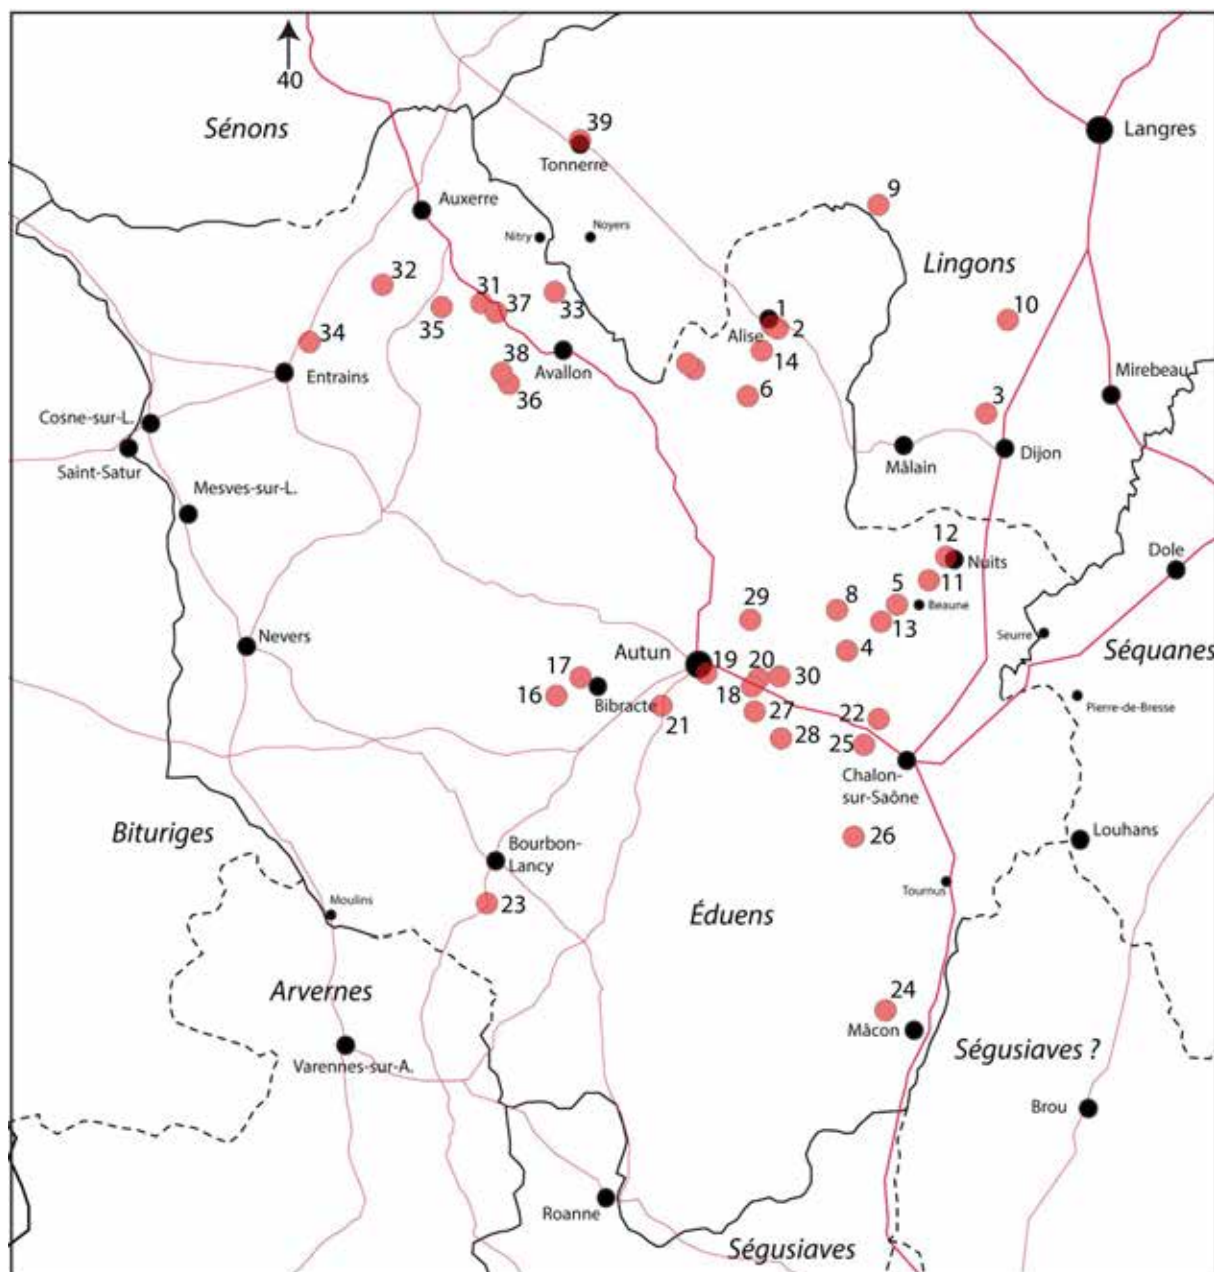 40
Sénons
39
Tonnerre
Langres
Auxerre
9
Nitry
Noyers
Lingons
32
31
37
33
35
1
2
Alise
14
10
34
38
Avallon
Entrains
36
6
3
Mirebeau
Cosne-sur-L.
Saint-Satur
Mâlain
Dijon
Mesves-sur-L.
12
Nuits
Dole
11
5
Beaune
8
13
29
Seurre
Nevers
Autun
19
20
30
4
Séquanes
17
16
Bibracte
18
21
27
22
Pierre-de-Bresse
28
25
Chalon-
sur-Saône
Bituriges
Bourbon-
Lancy
26
Louhans
Moulins
23
Tournus
Éduens
Arvernes
24
Mâcon
Varennes-sur-A.
Ségusiaves ?
Brou
Roanne
Ségusiaves